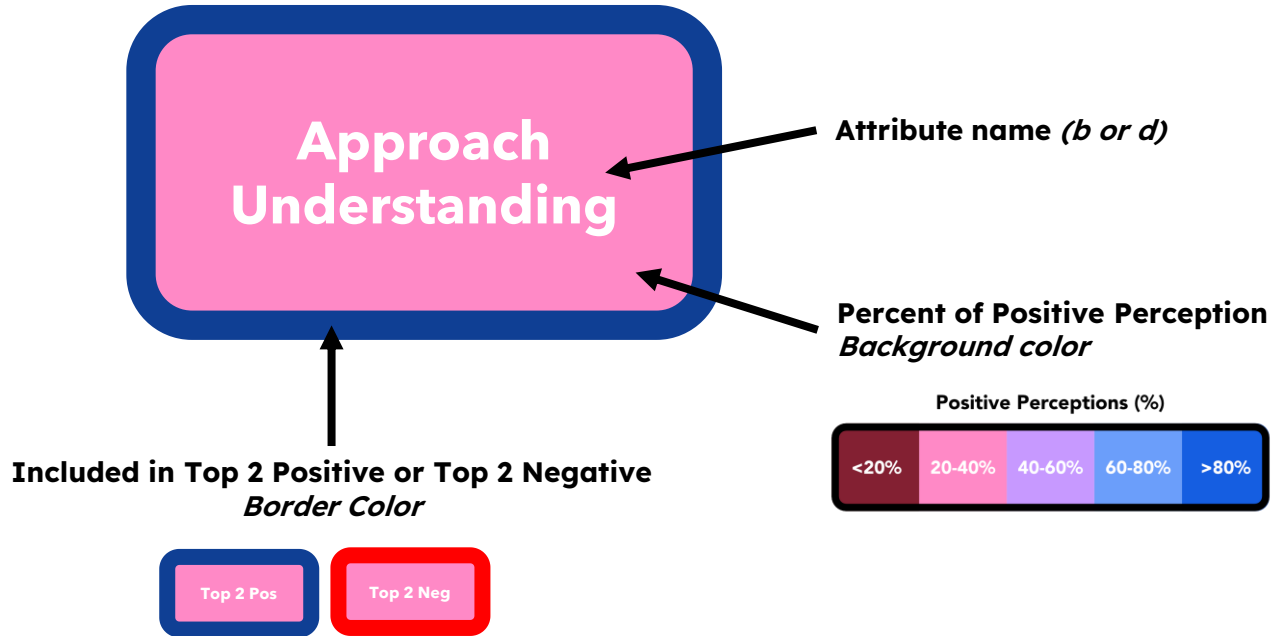 Approach
Understanding
Attribute name (b or d)
Percent of Positive Perception
Background color
Positive Perceptions (%)
<20% 20-40% 40-60% 60-80% >80%
Included in Top 2 Positive or Top 2 Negative
Border Color
Top 2 Pos Top 2 Neg